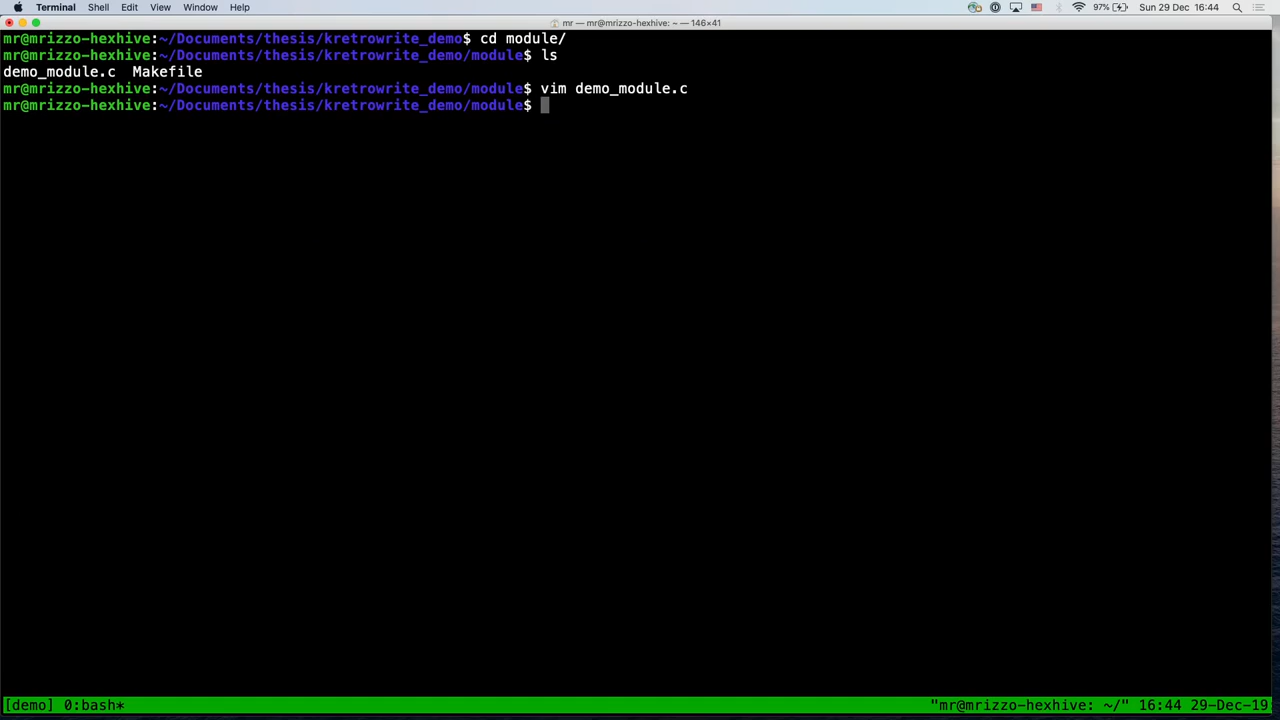 Terminal Shell Edit View Window Help 97% Sun 29 Dec 16:44
mr — mr@mrizzo-hexhive: ~ — 146×41
mr@mrizzo-hexhive:~/Documents/thesis/kretrowrite_demo$ cd module/
mr@mrizzo-hexhive:~/Documents/thesis/kretrowrite_demo/module$ ls
demo_module.c  Makefile
mr@mrizzo-hexhive:~/Documents/thesis/kretrowrite_demo/module$ vim demo_module.c
mr@mrizzo-hexhive:~/Documents/thesis/kretrowrite_demo/module$
[demo] 0:bash* "mr@mrizzo-hexhive: ~/" 16:44 29-Dec-19